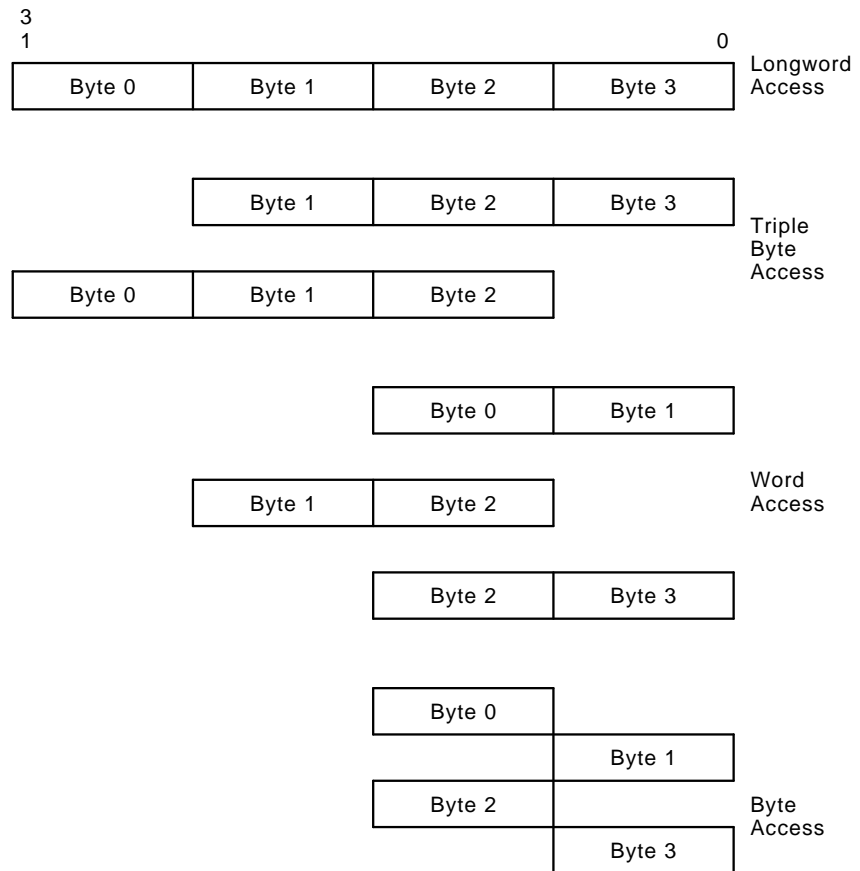 3
1 0
Byte 0 Byte 1 Byte 2 Byte 3
Longword
Access
Byte 1 Byte 2 Byte 3
Triple
Byte
Access
Byte 0 Byte 1 Byte 2
Byte 0 Byte 1
Word
Access
Byte 1 Byte 2
Byte 2 Byte 3
Byte 0
Byte 1
Byte 2
Byte
Access
Byte 3